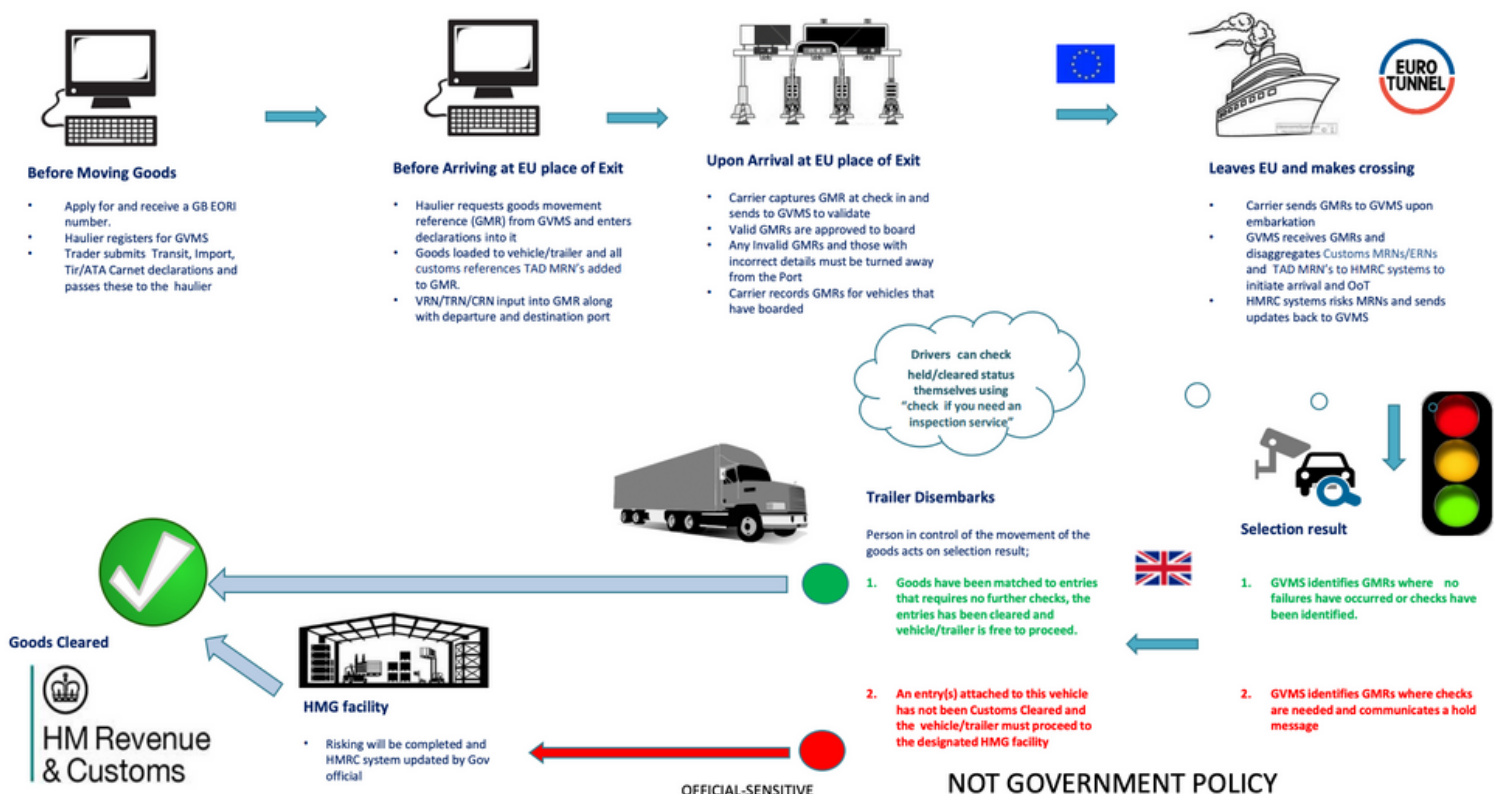 EURO
TUNNEL
Before Moving Goods
• Apply for and receive a GB EORI
number.
• Haulier registers for GVMS
• Trader submits Transit, Import,
Tir/ATA Carnet declarations and
passes these to the haulier
Before Arriving at EU place of Exit
• Haulier requests goods movement
reference (GMR) from GVMS and enters
declarations into it
• Goods loaded to vehicle/trailer and all
customs references TAD MRN's added
to GMR.
• VRN/TRN/CRN input into GMR along
with departure and destination port
Upon Arrival at EU place of Exit
• Carrier captures GMR at check in and
sends to GVMS to validate
• Valid GMRs are approved to board
• Any Invalid GMRs and those with
incorrect details must be turned away
from the Port
• Carrier records GMRs for vehicles that
have boarded
Leaves EU and makes crossing
• Carrier sends GMRs to GVMS upon
embarkation
• GVMS receives GMRs and
disaggregates Customs MRNs/ERNs
and TAD MRN's to HMRC systems to
initiate arrival and OoT
• HMRC systems risks MRNs and sends
updates back to GVMS
Drivers can check
held/cleared status
themselves using
"check if you need an
inspection service"
Selection result
1. GVMS identifies GMRs where no
failures have occurred or checks have
been identified.
2. GVMS identifies GMRs where checks
are needed and communicates a hold
message
Trailer Disembarks
Person in control of the movement of the
goods acts on selection result;
1. Goods have been matched to entries
that requires no further checks, the
entries has been cleared and
vehicle/trailer is free to proceed.
2. An entry(s) attached to this vehicle
has not been Customs Cleared and
the vehicle/trailer must proceed to
the designated HMG facility
HMG facility
• Risking will be completed and
HMRC system updated by Gov
official
Goods Cleared
HM Revenue
& Customs
OFFICIAL-SENSITIVE
NOT GOVERNMENT POLICY